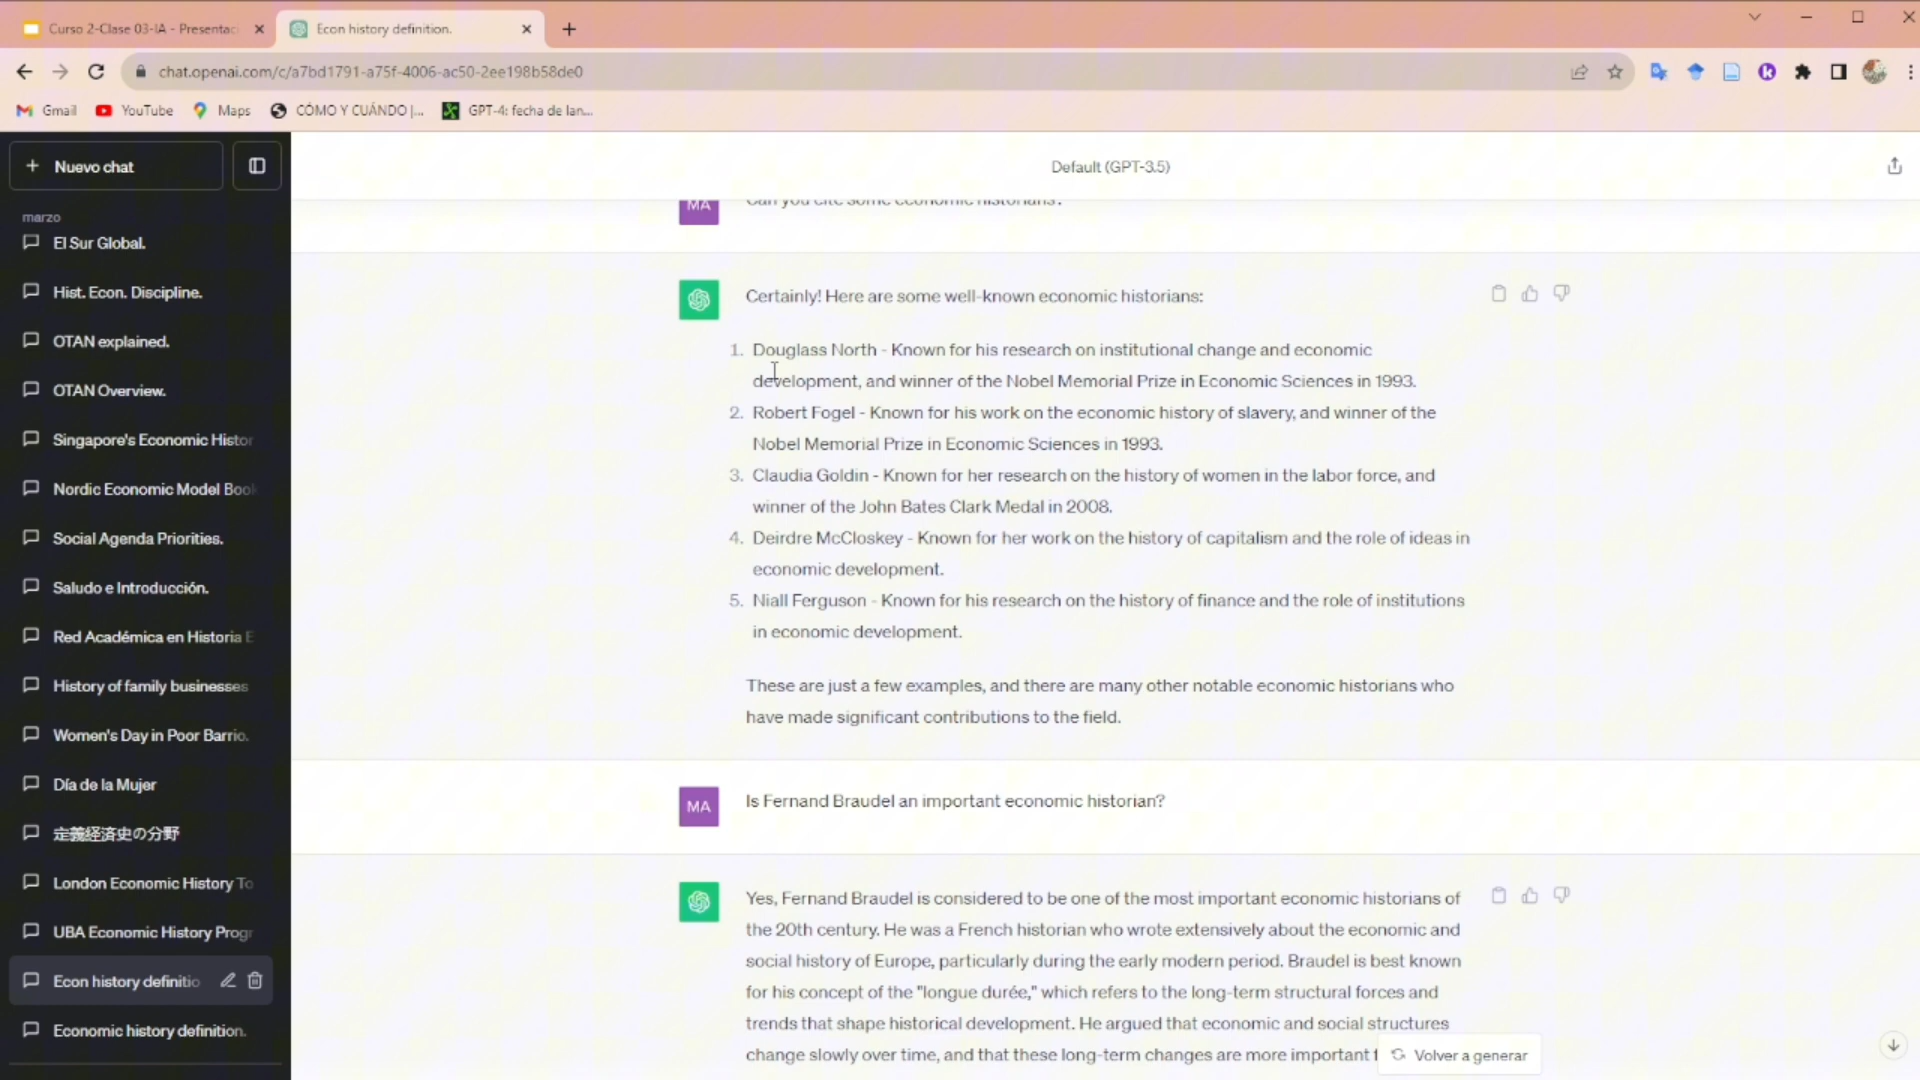 Curso 2-Clase 03-IA - Presentac
Econ history definition.
chat.openai.com/c/a7bd1791-a75f-4006-ac50-2ee198b58de0
Gmail
YouTube
Maps
CÓMO Y CUÁNDO |...
GPT-4: fecha de lan...
Nuevo chat
marzo
El Sur Global.
Hist. Econ. Discipline.
OTAN explained.
OTAN Overview.
Singapore's Economic Histor
Nordic Economic Model Book
Social Agenda Priorities.
Saludo e Introducción.
Red Académica en Historia E
History of family businesses
Women's Day in Poor Barrio.
Día de la Mujer
定義経済史の分野
London Economic History To
UBA Economic History Progr
Econ history definitio
Economic history definition.
Default (GPT-3.5)
MA
Can you cite some economic historians?
Certainly! Here are some well-known economic historians:
1. Douglass North - Known for his research on institutional change and economic
development, and winner of the Nobel Memorial Prize in Economic Sciences in 1993.
2. Robert Fogel - Known for his work on the economic history of slavery, and winner of the
Nobel Memorial Prize in Economic Sciences in 1993.
3. Claudia Goldin - Known for her research on the history of women in the labor force, and
winner of the John Bates Clark Medal in 2008.
4. Deirdre McCloskey - Known for her work on the history of capitalism and the role of ideas in
economic development.
5. Niall Ferguson - Known for his research on the history of finance and the role of institutions
in economic development.
These are just a few examples, and there are many other notable economic historians who
have made significant contributions to the field.
MA
Is Fernand Braudel an important economic historian?
Yes, Fernand Braudel is considered to be one of the most important economic historians of
the 20th century. He was a French historian who wrote extensively about the economic and
social history of Europe, particularly during the early modern period. Braudel is best known
for his concept of the "longue durée," which refers to the long-term structural forces and
trends that shape historical development. He argued that economic and social structures
change slowly over time, and that these long-term changes are more important
Volver a generar